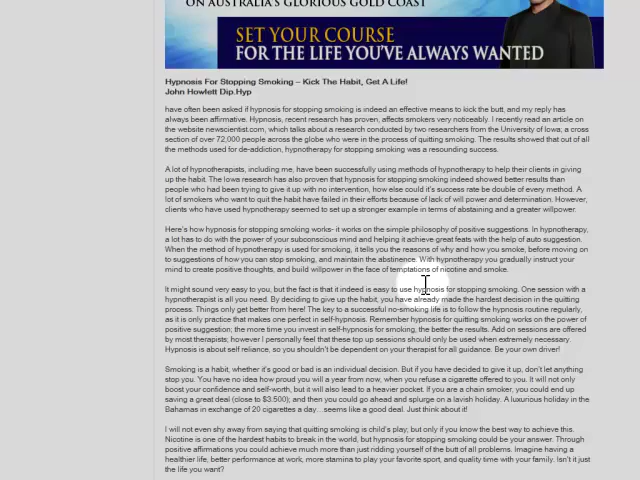 ON AUSTRALIA'S GLORIOUS GOLD COAST
SET YOUR COURSE
FOR THE LIFE YOU'VE ALWAYS WANTED
Hypnosis For Stopping Smoking – Kick The Habit, Get A Life!
John Howlett Dip.Hyp
have often been asked if hypnosis for stopping smoking is indeed an effective means to kick the butt, and my reply has
always been affirmative. Hypnosis, recent research has proven, affects smokers very noticeably. I recently read an article on
the website newscientist.com, which talks about a research conducted by two researchers from the University of Iowa, a cross
section of over 72,000 people across the globe who were in the process of quitting smoking. The results showed that out of all
the methods used for de-addiction, hypnotherapy for stopping smoking was a resounding success.
A lot of hypnotherapists, including me, have been successfully using methods of hypnotherapy to help their clients in giving
up the habit. The Iowa research has also proven that hypnosis for stopping smoking indeed showed better results than
people who had been trying to give it up with no intervention, how else could it's success rate be double of every method. A
lot of smokers who want to quit the habit have failed in their efforts because of lack of will power and determination. However,
clients who have used hypnotherapy seemed to set up a stronger example in terms of abstaining and a greater willpower.
Here's how hypnosis for stopping smoking works- it works on the simple philosophy of positive suggestions. In hypnotherapy,
a lot has to do with the power of your subconscious mind and helping it achieve great feats with the help of auto suggestion.
When the method of hypnotherapy is used for smoking, it tells you the reasons of why and how you smoke, before moving on
to suggestions of how you can stop smoking, and maintain the abstinence. With hypnotherapy you gradually instruct your
mind to create positive thoughts, and build willpower in the face of temptations of nicotine and smoke.
It might sound very easy to you, but the fact is that it indeed is easy to use hypnosis for stopping smoking. One session with a
hypnotherapist is all you need. By deciding to give up the habit, you have already made the hardest decision in the quitting
process. Things only get better from here! The key to a successful no-smoking life is to follow the hypnosis routine regularly,
as it is only practice that makes one perfect in self-hypnosis. Remember hypnosis for quitting smoking works on the power of
positive suggestion; the more time you invest in self-hypnosis for smoking, the better the results. Add on sessions are offered
by most therapists; however I personally feel that these top up sessions should only be used when extremely necessary.
Hypnosis is about self reliance, so you shouldn't be dependent on your therapist for all guidance. Be your own driver!
Smoking is a habit, whether it's good or bad is an individual decision. But if you have decided to give it up, don't let anything
stop you. You have no idea how proud you will a year from now, when you refuse a cigarette offered to you. It will not only
boost your confidence and self-worth, but it will also lead to a heavier pocket. If you are a chain smoker, you could end up
saving a great deal (close to $3.500); and then you could go ahead and splurge on a lavish holiday. A luxurious holiday in the
Bahamas in exchange of 20 cigarettes a day…seems like a good deal. Just think about it!
I will not even shy away from saying that quitting smoking is child's play, but only if you know the best way to achieve this.
Nicotine is one of the hardest habits to break in the world, but hypnosis for stopping smoking could be your answer. Through
positive affirmations you could achieve much more than just ridding yourself of the butt of all problems. Imagine having a
healthier life, better performance at work, more stamina to play your favorite sport, and quality time with your family. Isn't it just
the life you want?